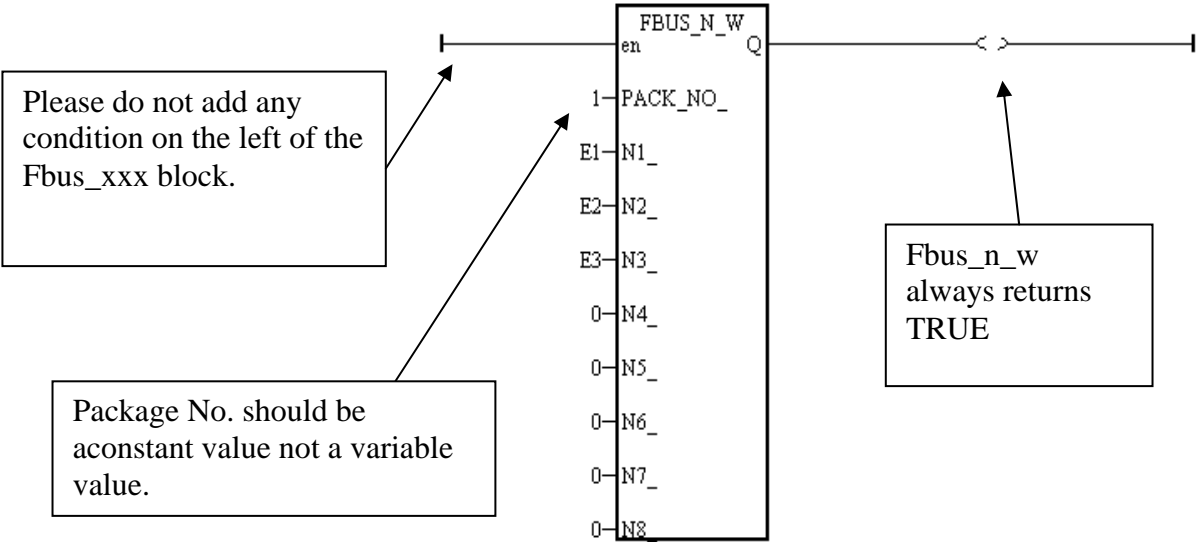 FBUS_N_W
en Q
Please do not add any
condition on the left of the
Fbus_xxx block.
1 PACK_NO_
E1 N1_
E2 N2_
E3 N3_
0 N4_
0 N5_
0 N6_
0 N7_
0 N8_
Fbus_n_w
always returns
TRUE
Package No. should be
aconstant value not a variable
value.